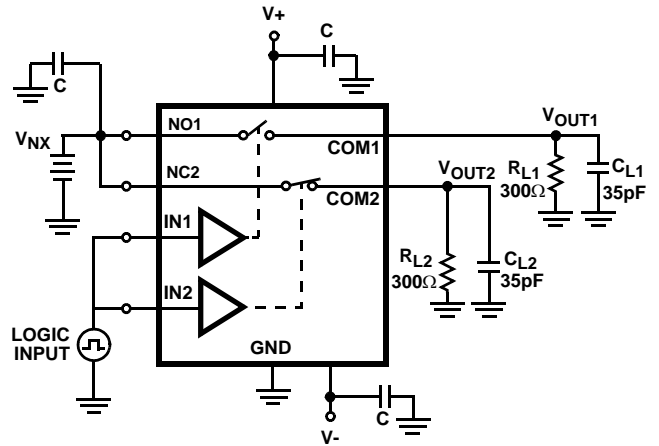 V+
C
C
VNX
NO1
COM1
VOUT1
RL1
300Ω
CL1
35pF
NC2
COM2
VOUT2
RL2
300Ω
CL2
35pF
IN1
IN2
LOGIC
INPUT
GND
C
V-